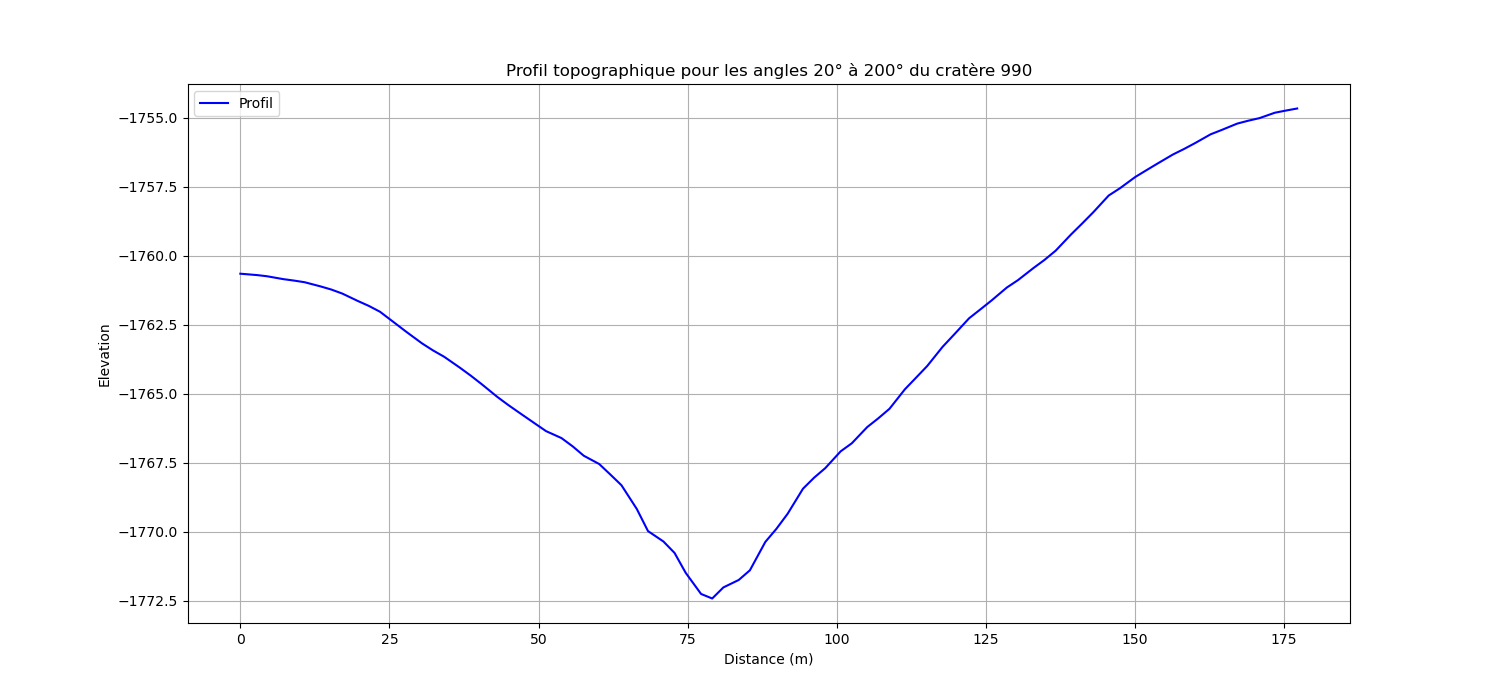 Profil topographique pour les angles 20° à 200° du cratère 990
Profil
−1755.0
−1757.5
−1760.0
−1762.5
−1765.0
−1767.5
−1770.0
−1772.5
Elevation
0 25 50 75 100 125 150 175
Distance (m)